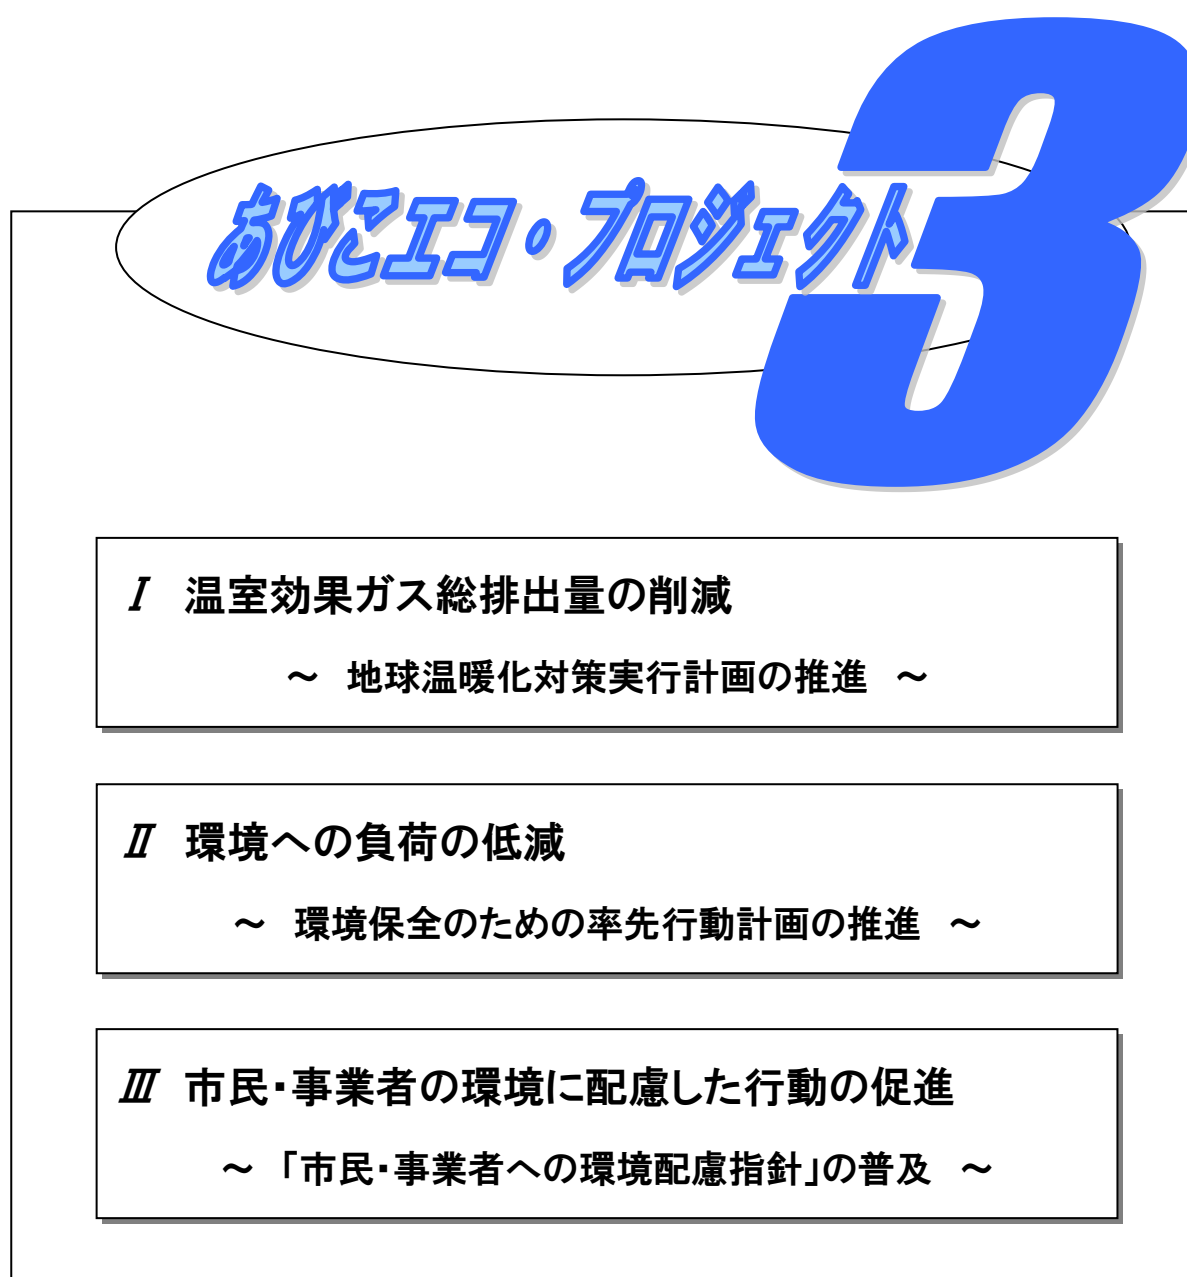 あびこエコ・プロジェクト3
Ⅰ 温室効果ガス総排出量の削減
～ 地球温暖化対策実行計画の推進 ～
Ⅱ 環境への負荷の低減
～ 環境保全のための率先行動計画の推進 ～
Ⅲ 市民・事業者の環境に配慮した行動の促進
～ 「市民・事業者への環境配慮指針」の普及 ～